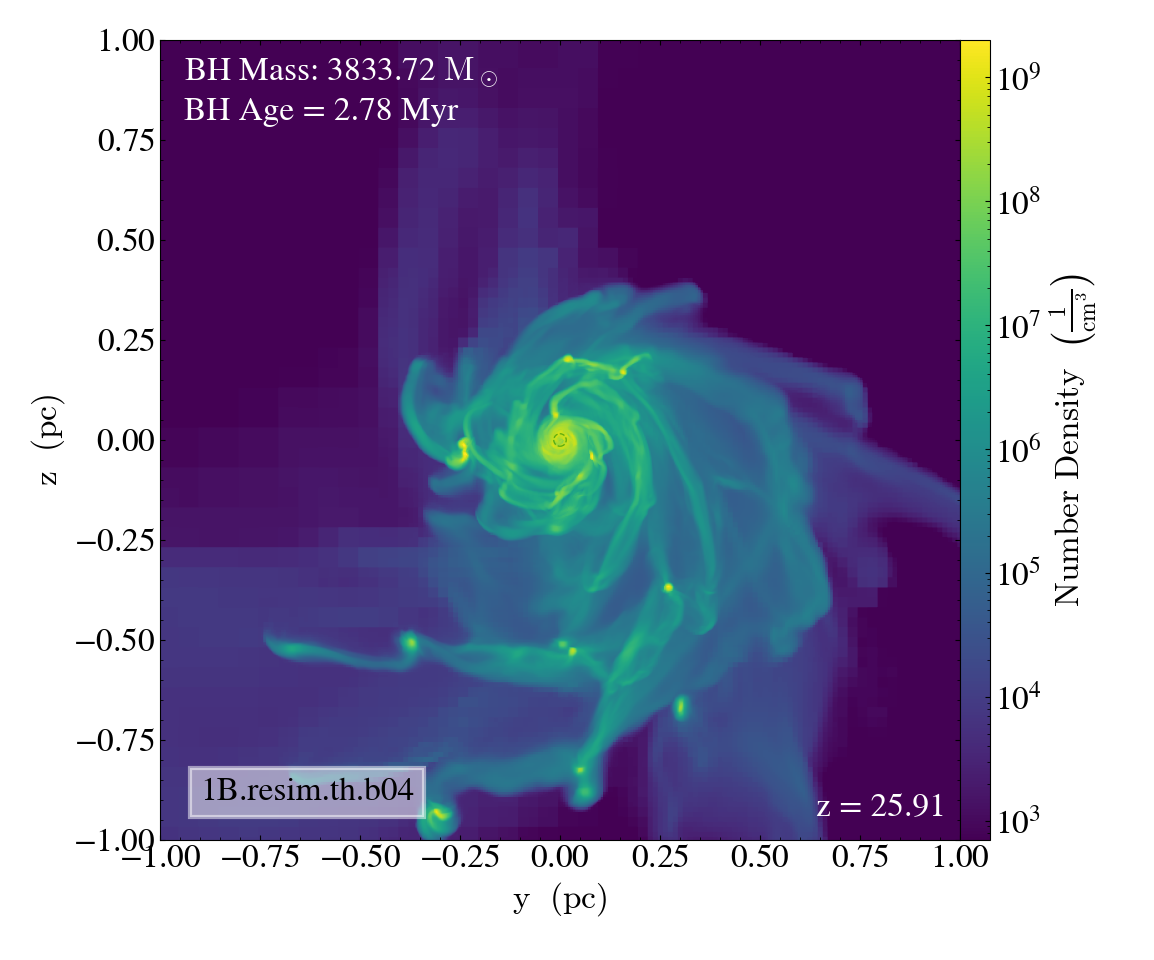 BH Mass: 3833.72 M⊙
BH Age = 2.78 Myr
1.00
0.75
0.50
0.25
0.00
−0.25
−0.50
−0.75
−1.00
z (pc)
1B.resim.th.b04
z = 25.91
−1.00 −0.75 −0.50 −0.25 0.00 0.25 0.50 0.75 1.00
y (pc)
10⁹
10⁸
10⁷
10⁶
10⁵
10⁴
10³
Number Density (1/cm³)